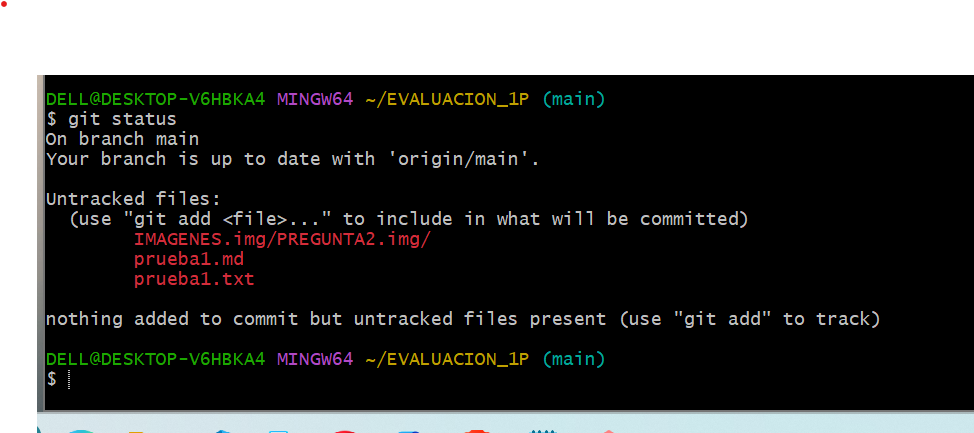 DELL@DESKTOP-V6HBKA4 MINGW64 ~/EVALUACION_1P (main)
$ git status
On branch main
Your branch is up to date with 'origin/main'.
Untracked files:
(use "git add <file>..." to include in what will be committed)
IMAGENES.img/PREGUNTA2.img/
prueba1.md
prueba1.txt
nothing added to commit but untracked files present (use "git add" to track)
DELL@DESKTOP-V6HBKA4 MINGW64 ~/EVALUACION_1P (main)
$